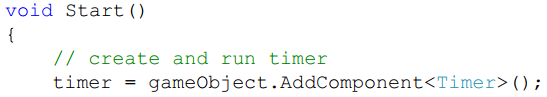 void Start()
{
    // create and run timer
    timer = gameObject.AddComponent<Timer>();